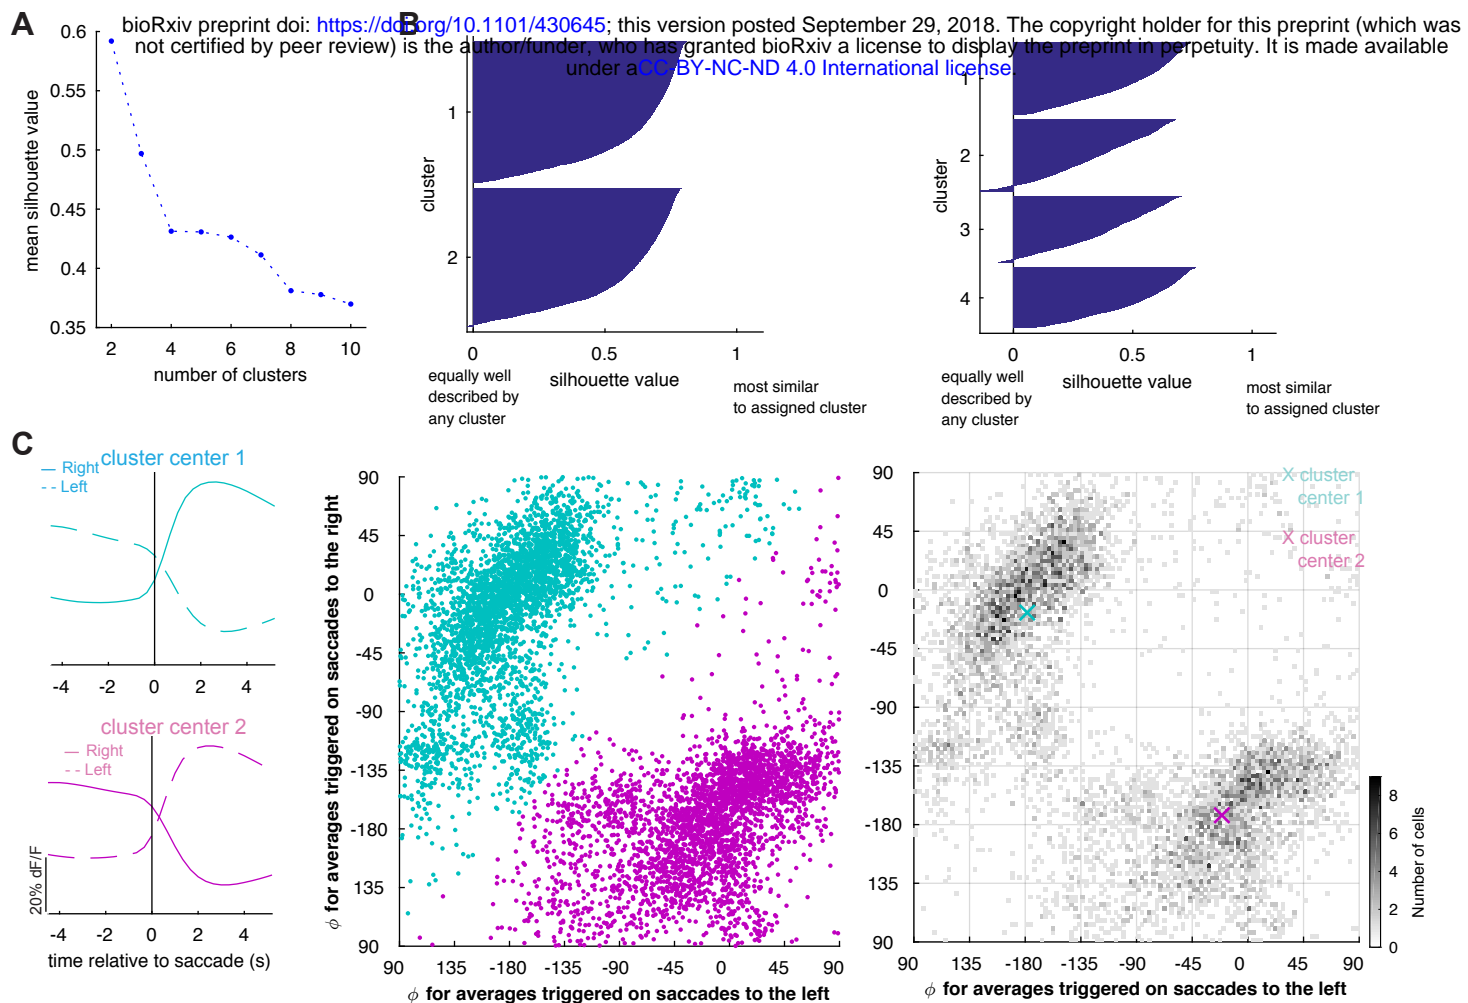 bioRxiv preprint doi: https://doi.org/10.1101/430645; this version posted September 29, 2018. The copyright holder for this preprint (which was
not certified by peer review) is the author/funder, who has granted bioRxiv a license to display the preprint in perpetuity. It is made available
under aCC-BY-NC-ND 4.0 International license.
A
0.6
0.55
0.5
0.45
0.4
0.35
mean silhouette value
2 4 6 8 10
number of clusters
B
1
2
cluster
0 0.5 1
silhouette value
equally well
described by
any cluster
most similar
to assigned cluster
1
2
3
4
cluster
0 0.5 1
silhouette value
equally well
described by
any cluster
most similar
to assigned cluster
C
cluster center 1
Right
Left
-4 -2 0 2 4
cluster center 2
Right
Left
20% dF/F
-4 -2 0 2 4
time relative to saccade (s)
ϕ for averages triggered on saccades to the right
90
45
0
-45
-90
-135
-180
135
90
90 135 -180 -135 -90 -45 0 45 90
ϕ for averages triggered on saccades to the left
90
45
0
-45
-90
-135
-180
135
90
90 135 -180 -135 -90 -45 0 45 90
ϕ for averages triggered on saccades to the left
X cluster
center 1
X cluster
center 2
8
6
4
2
0
Number of cells